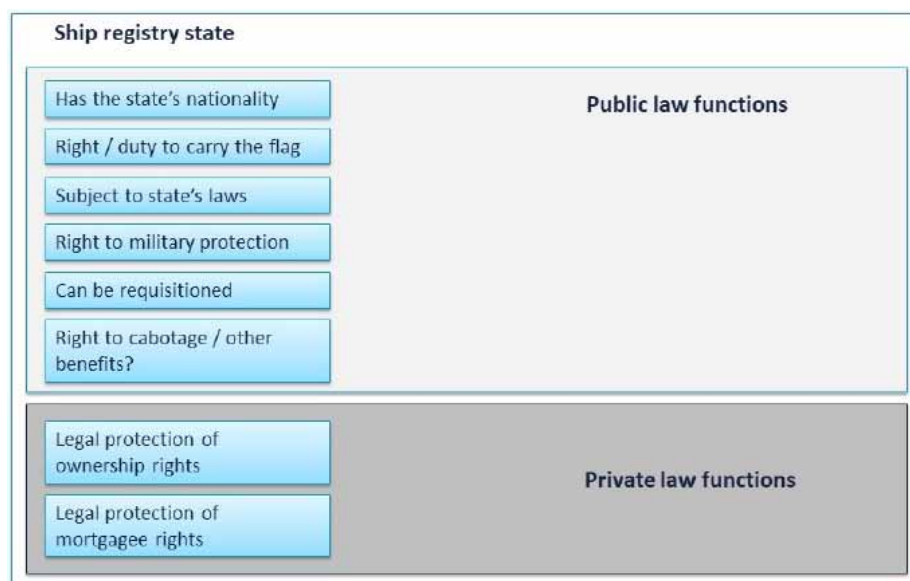 Ship registry state
Has the state's nationality
Public law functions
Right / duty to carry the flag
Subject to state's laws
Right to military protection
Can be requisitioned
Right to cabotage / other
benefits?
Legal protection of
ownership rights
Private law functions
Legal protection of
mortgagee rights